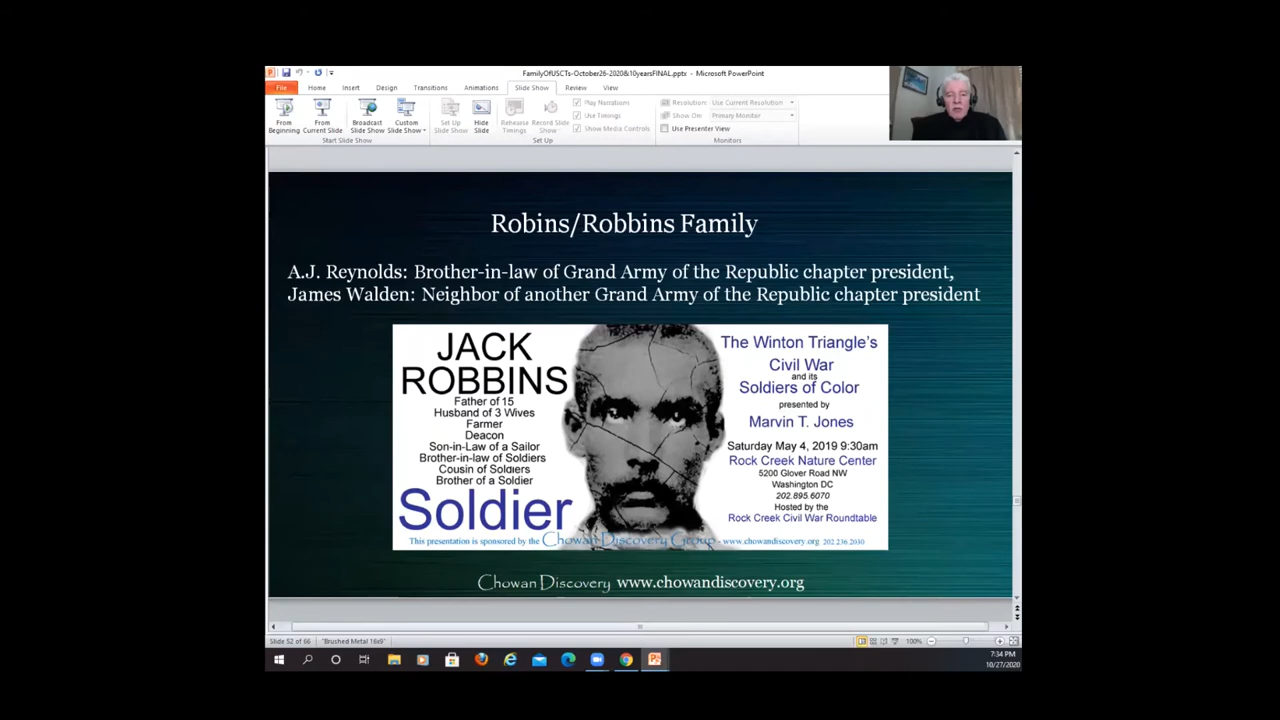 FamilyOfUSCTs-October26-2020&10yearsFINAL.pptx - Microsoft PowerPoint
File Home Insert Design Transitions Animations Slide Show Review View
From Beginning
From Current Slide
Broadcast Slide Show
Custom Slide Show
Set Up Slide Show
Hide Slide
Rehearse Timings
Record Slide Show
Play Narrations
Use Timings
Show Media Controls
Resolution: Use Current Resolution
Show On: Primary Monitor
Use Presenter View
Start Slide Show
Set Up
Monitors
Robins/Robbins Family
A.J. Reynolds: Brother-in-law of Grand Army of the Republic chapter president,
James Walden: Neighbor of another Grand Army of the Republic chapter president
JACK
ROBBINS
Father of 15
Husband of 3 Wives
Farmer
Deacon
Son-in-Law of a Sailor
Brother-in-law of Soldiers
Cousin of Soldiers
Brother of a Soldier
Soldier
The Winton Triangle's
Civil War
and its
Soldiers of Color
presented by
Marvin T. Jones
Saturday May 4, 2019 9:30am
Rock Creek Nature Center
5200 Glover Road NW
Washington DC
202.895.6070
Hosted by the
Rock Creek Civil War Roundtable
This presentation is sponsored by the Chowan Discovery Group - www.chowandiscovery.org 202 236.2030
Chowan Discovery www.chowandiscovery.org
Slide 52 of 66 "Brushed Metal 16x9" 100%
7:34 PM
10/27/2020